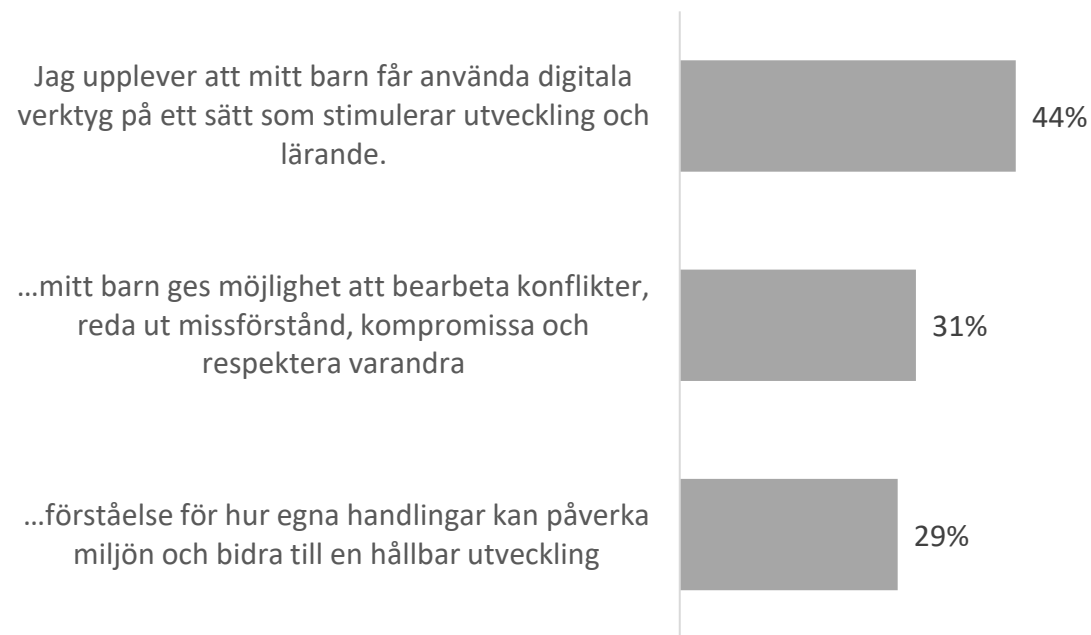 Jag upplever att mitt barn får använda digitala
verktyg på ett sätt som stimulerar utveckling och
lärande.
44%
…mitt barn ges möjlighet att bearbeta konflikter,
reda ut missförstånd, kompromissa och
respektera varandra
31%
…förståelse för hur egna handlingar kan påverka
miljön och bidra till en hållbar utveckling
29%